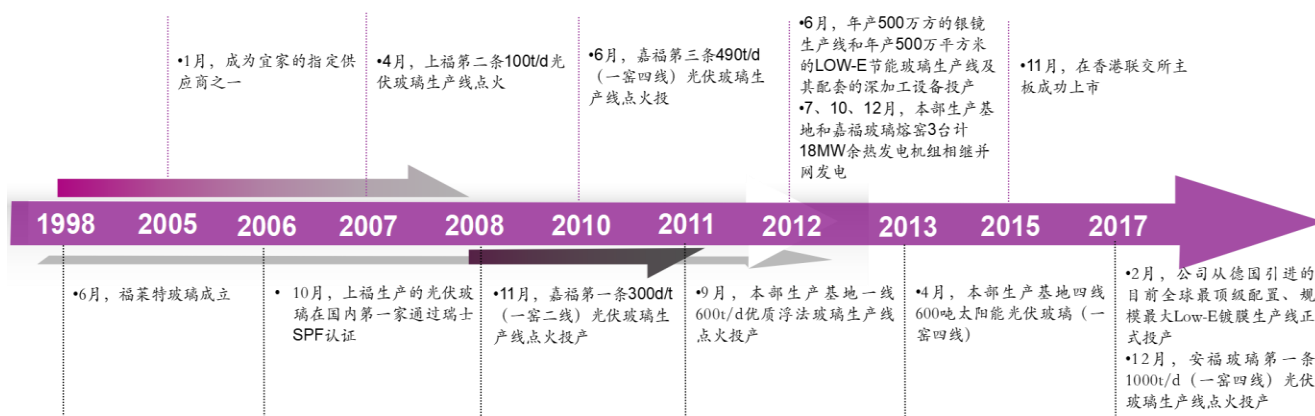 •1月，成为宜家的指定供
应商之一
•4月，上福第二条100t/d光
伏玻璃生产线点火
•6月，嘉福第三条490t/d
（一窑四线）光伏玻璃生
产线点火投
•6月，年产500万方的银镜
生产线和年产500万平方米
的LOW-E节能玻璃生产线及
其配套的深加工设备投产
•7、10、12月，本部生产基
地和嘉福玻璃熔窑3台计
18MW余热发电机组相继并
网发电
•11月，在香港联交所主
板成功上市
1998 2005 2006 2007 2008 2010 2011 2012 2013 2015 2017
•6月，福莱特玻璃成立
• 10月，上福生产的光伏玻
璃在国内第一家通过瑞士
SPF认证
•11月，嘉福第一条300d/t
（一窑二线）光伏玻璃生
产线点火投产
•9月，本部生产基地一线
600t/d优质浮法玻璃生产线
点火投产
•4月，本部生产基地四线
600吨太阳能光伏玻璃（一
窑四线）
•2月，公司从德国引进的
目前全球最顶级配置、规
模最大Low-E镀膜生产线正
式投产
•12月，安福玻璃第一条
1000t/d（一窑四线）光伏
玻璃生产线点火投产